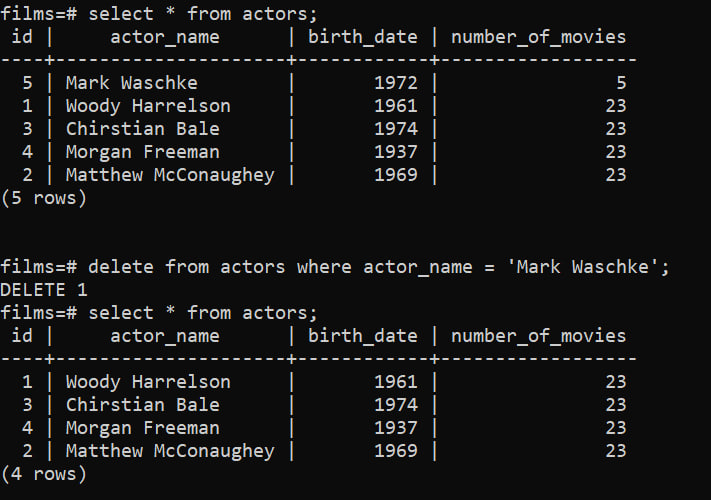 films=# select * from actors;
 id |      actor_name      | birth_date | number_of_movies
----+----------------------+------------+------------------
  5 | Mark Waschke         |       1972 |                5
  1 | Woody Harrelson      |       1961 |               23
  3 | Chirstian Bale       |       1974 |               23
  4 | Morgan Freeman       |       1937 |               23
  2 | Matthew McConaughey  |       1969 |               23
(5 rows)


films=# delete from actors where actor_name = 'Mark Waschke';
DELETE 1
films=# select * from actors;
 id |      actor_name      | birth_date | number_of_movies
----+----------------------+------------+------------------
  1 | Woody Harrelson      |       1961 |               23
  3 | Chirstian Bale       |       1974 |               23
  4 | Morgan Freeman       |       1937 |               23
  2 | Matthew McConaughey  |       1969 |               23
(4 rows)